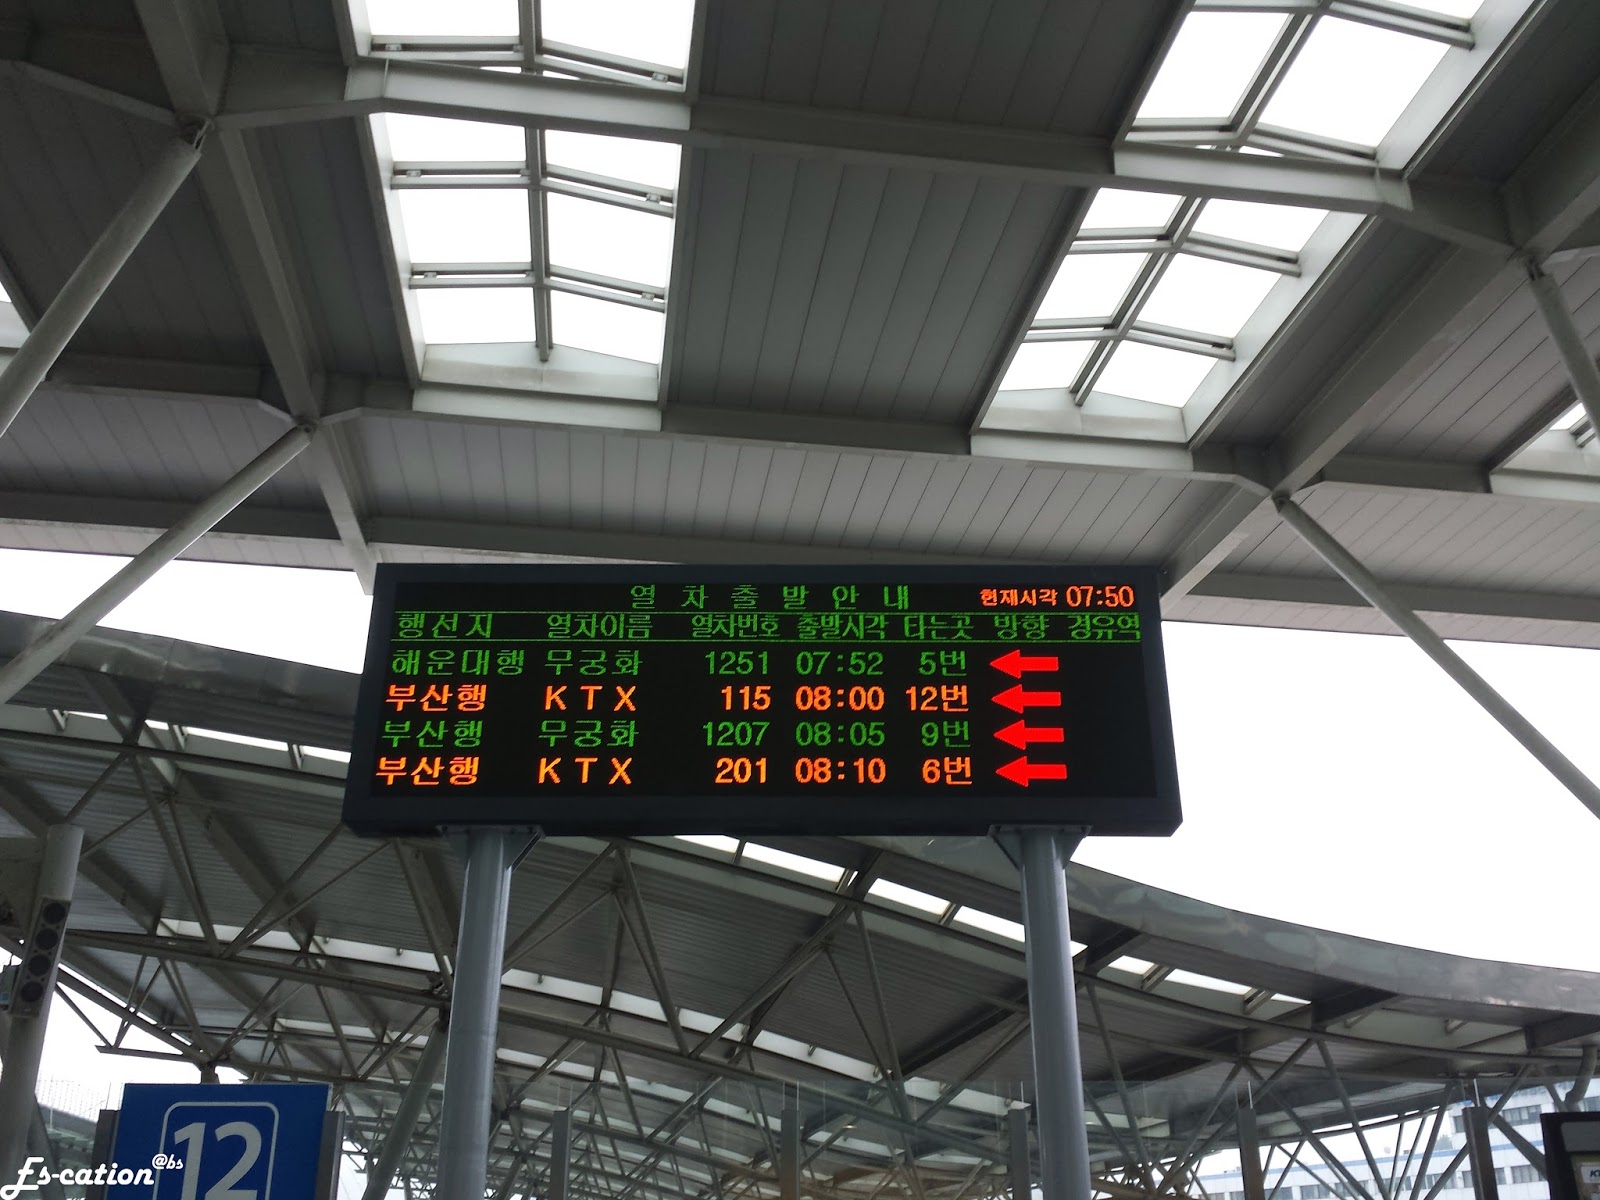 열차출발안내 현재시각 07:50
행선지 열차이름 열차번호 출발시각 타는곳 방향 경유역
해운대행 무궁화 1251 07:52 5번
부산행 KTX 115 08:00 12번
부산행 무궁화 1207 08:05 9번
부산행 KTX 201 08:10 6번
12
Es-cation@bs